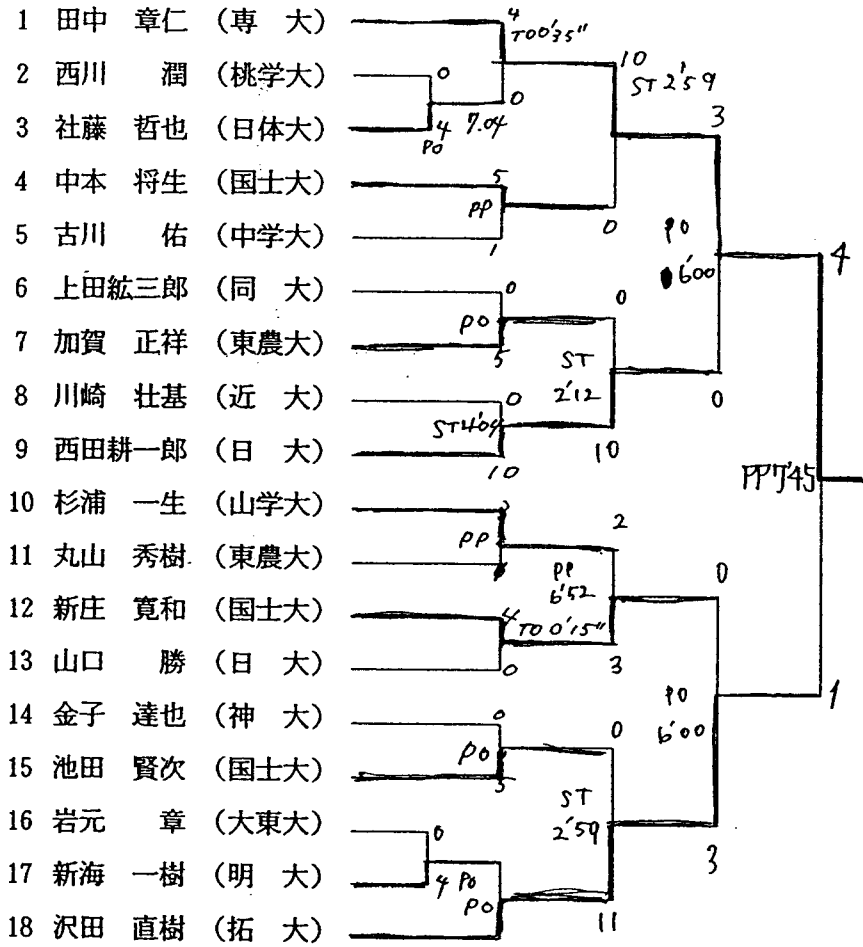 1 田中 章仁 (専 大)
2 西川 潤 (桃学大)
3 社藤 哲也 (日体大)
4 中本 将生 (国士大)
5 古川 佑 (中学大)
6 上田紘三郎 (同 大)
7 加賀 正祥 (東農大)
8 川崎 壮基 (近 大)
9 西田耕一郎 (日 大)
10 杉浦 一生 (山学大)
11 丸山 秀樹 (東農大)
12 新庄 寛和 (国士大)
13 山口 勝 (日 大)
14 金子 達也 (神 大)
15 池田 賢次 (国士大)
16 岩元 章 (大東大)
17 新海 一樹 (明 大)
18 沢田 直樹 (拓 大)
0
4
PO
4
TO0'35"
0
7.04
5
PP
1
0
PO
5
0
ST4'04
10
PP
4
TO 0'15"
0
0
PO
0
4 PO
PO
10
ST 2'59
0
0
ST
2'12
10
2
PP
6'52
3
0
ST
2'59
11
3
PO
6'00
0
0
PO
6'00
3
4
PP7'45
1